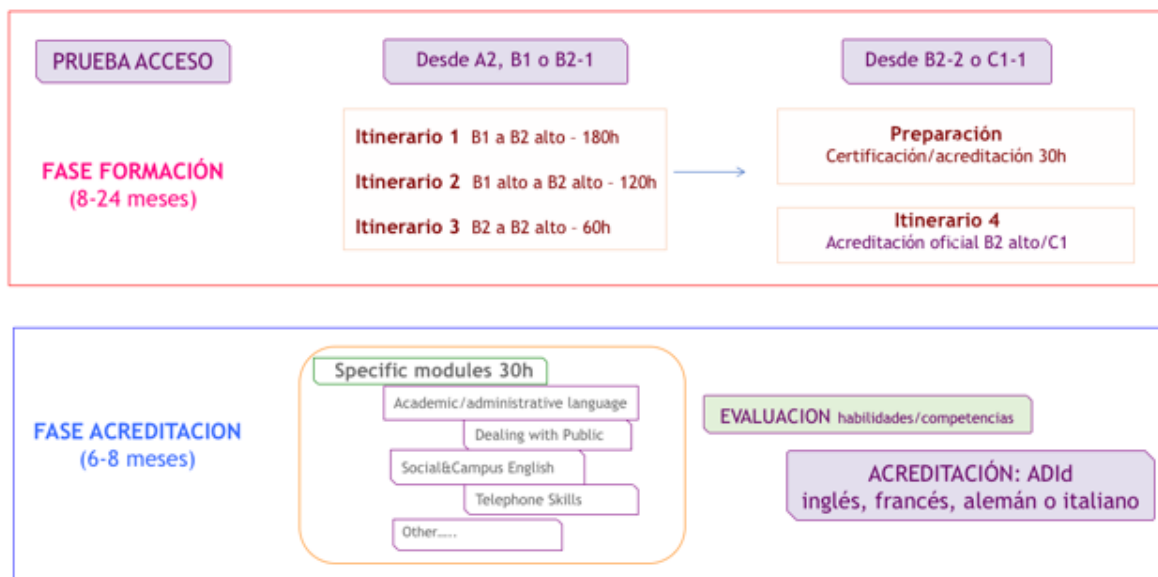 PRUEBA ACCESO
Desde A2, B1 o B2-1
Desde B2-2 o C1-1
FASE FORMACIÓN
(8-24 meses)
Itinerario 1 B1 a B2 alto - 180h
Itinerario 2 B1 alto a B2 alto - 120h
Itinerario 3 B2 a B2 alto - 60h
Preparación
Certificación/acreditación 30h
Itinerario 4
Acreditación oficial B2 alto/C1
FASE ACREDITACION
(6-8 meses)
Specific modules 30h
Academic/administrative language
Dealing with Public
Social&Campus English
Telephone Skills
Other.....
EVALUACION habilidades/competencias
ACREDITACIÓN: ADId
inglés, francés, alemán o italiano